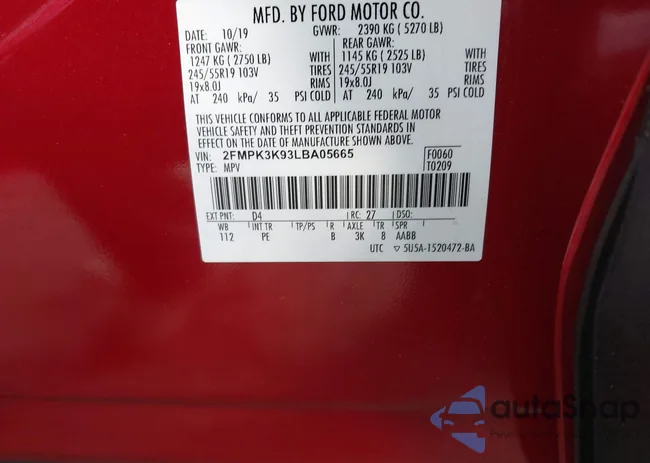 MFD. BY FORD MOTOR CO.
DATE: 10/19 GVWR: 2390 KG ( 5270 LB)
FRONT GAWR: REAR GAWR:
1247 KG ( 2750 LB) WITH 1145 KG ( 2525 LB) WITH
245/55R19 103V TIRES 245/55R19 103V TIRES
19x8.0J RIMS 19x8.0J RIMS
AT 240 kPa/ 35 PSI COLD AT 240 kPa/ 35 PSI COLD
THIS VEHICLE CONFORMS TO ALL APPLICABLE FEDERAL MOTOR
VEHICLE SAFETY AND THEFT PREVENTION STANDARDS IN
EFFECT ON THE DATE OF MANUFACTURE SHOWN ABOVE.
VIN: 2FMPK3K93LBA05665 F0060
TYPE: MPV T0209
EXT PNT: D4 RC: 27 DSO:
WB INT TR TP/PS R AXLE TR SPR
112 PE B 3K 8 AABB
UTC ▽ 5U5A-1520472-BA
autoShap